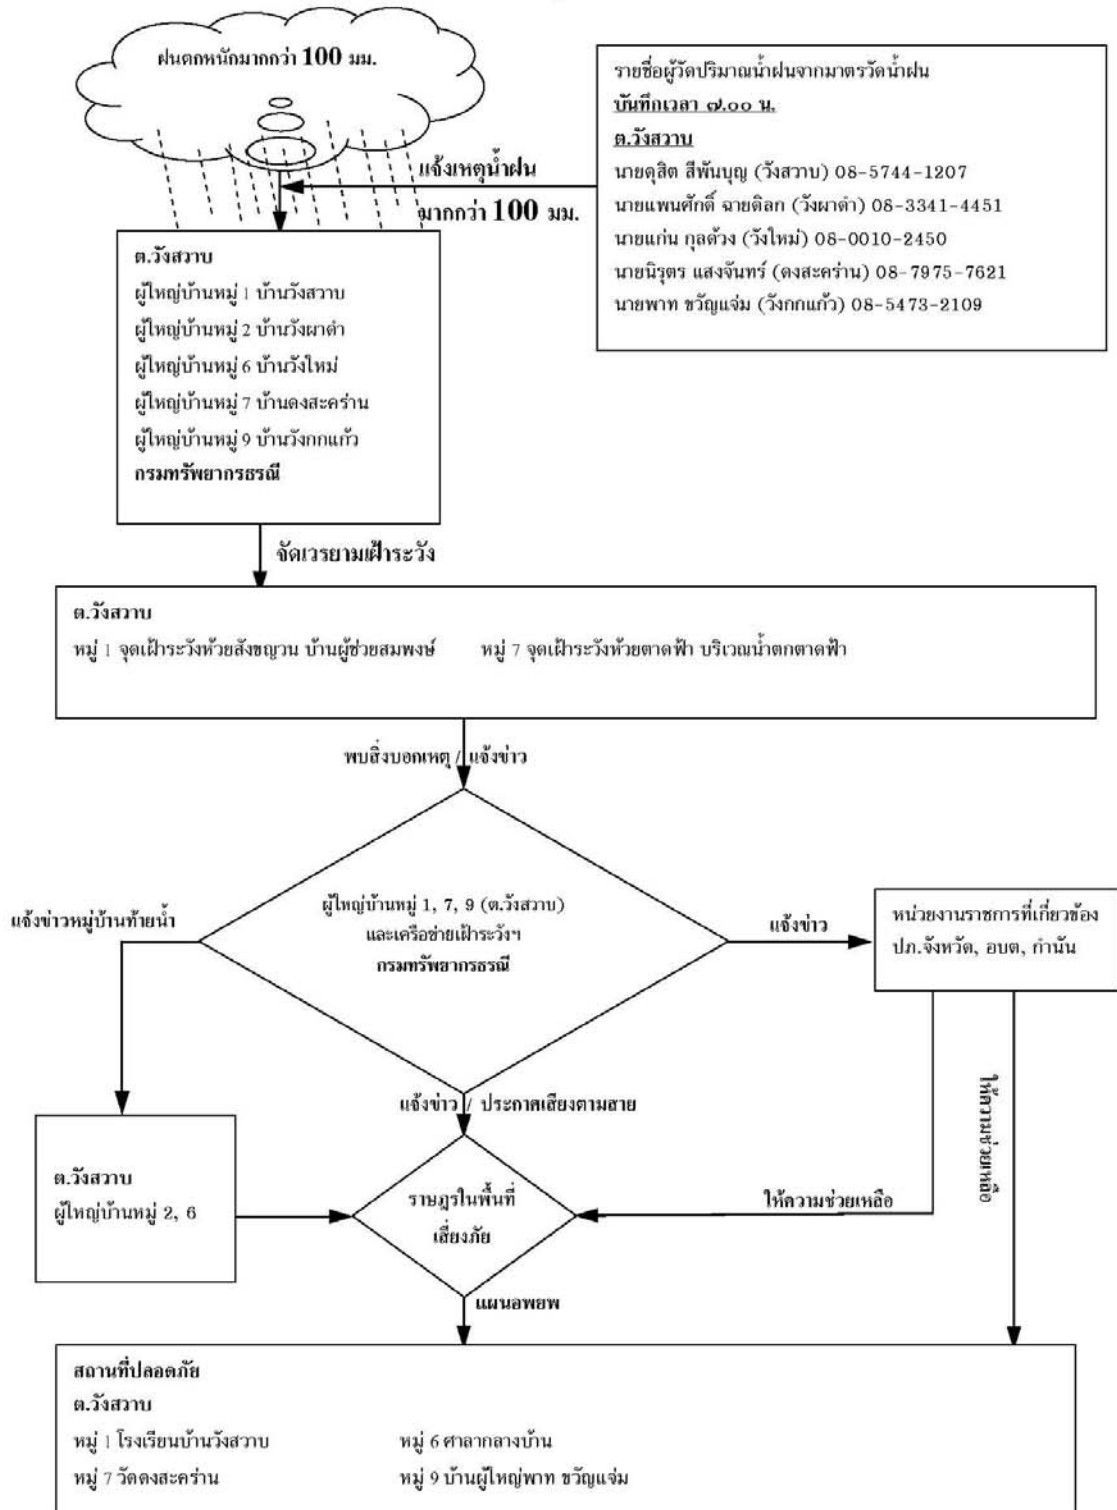 ฝนตกหนักมากกว่า 100 มม.
รายชื่อผู้วัดปริมาณน้ำฝนจากมาตรวัดน้ำฝน
บันทึกเวลา ๗.๐๐ น.
ต.วังสวาบ
นายดุสิต สีพันบุญ (วังสวาบ) 08-5744-1207
นายแพนศักดิ์ ฉายดิลก (วังผาดำ) 08-3341-4451
นายแก่น กุลด้วง (วังใหม่) 08-0010-2450
นายนิรุตร แสงจันทร์ (ดงสะคร่าน) 08-7975-7621
นายพาท ขวัญแจ่ม (วังกกแก้ว) 08-5473-2109
แจ้งเหตุน้ำฝน
มากกว่า 100 มม.
ต.วังสวาบ
ผู้ใหญ่บ้านหมู่ 1 บ้านวังสวาบ
ผู้ใหญ่บ้านหมู่ 2 บ้านวังผาดำ
ผู้ใหญ่บ้านหมู่ 6 บ้านวังใหม่
ผู้ใหญ่บ้านหมู่ 7 บ้านดงสะคร่าน
ผู้ใหญ่บ้านหมู่ 9 บ้านวังกกแก้ว
กรมทรัพยากรธรณี
จัดเวรยามเฝ้าระวัง
ต.วังสวาบ
หมู่ 1 จุดเฝ้าระวังห้วยสังขญวน บ้านผู้ช่วยสมพงษ์ หมู่ 7 จุดเฝ้าระวังห้วยตาดฟ้า บริเวณน้ำตกตาดฟ้า
พบสิ่งบอกเหตุ / แจ้งข่าว
ผู้ใหญ่บ้านหมู่ 1, 7, 9 (ต.วังสวาบ)
และเครือข่ายเฝ้าระวังฯ
กรมทรัพยากรธรณี
แจ้งข่าวหมู่บ้านท้ายน้ำ
แจ้งข่าว
หน่วยงานราชการที่เกี่ยวข้อง
ปภ.จังหวัด, อบต, กำนัน
แจ้งข่าว / ประกาศเสียงตามสาย
ให้ความช่วยเหลือ
ต.วังสวาบ
ผู้ใหญ่บ้านหมู่ 2, 6
ราษฎรในพื้นที่
เสี่ยงภัย
ให้ความช่วยเหลือ
แผนอพยพ
สถานที่ปลอดภัย
ต.วังสวาบ
หมู่ 1 โรงเรียนบ้านวังสวาบ หมู่ 6 ศาลากลางบ้าน
หมู่ 7 วัดดงสะคร่าน หมู่ 9 บ้านผู้ใหญ่พาท ขวัญแจ่ม